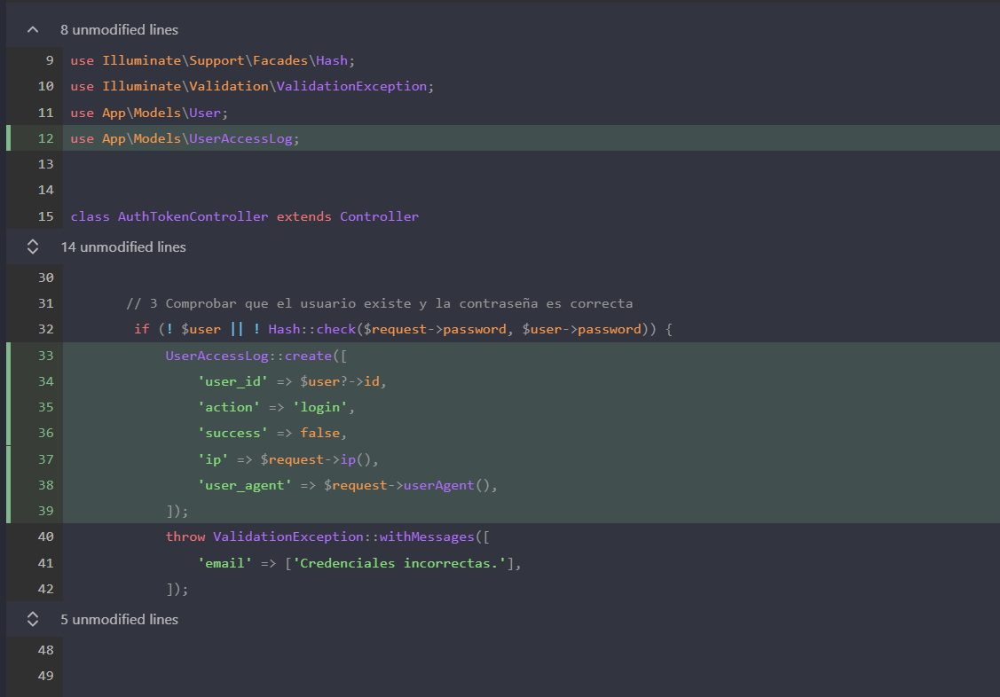 8 unmodified lines
9 use Illuminate\Support\Facades\Hash;
10 use Illuminate\Validation\ValidationException;
11 use App\Models\User;
12 use App\Models\UserAccessLog;
13
14
15 class AuthTokenController extends Controller
14 unmodified lines
30
31 // 3 Comprobar que el usuario existe y la contraseña es correcta
32 if (! $user || ! Hash::check($request->password, $user->password)) {
33 UserAccessLog::create([
34 'user_id' => $user?->id,
35 'action' => 'login',
36 'success' => false,
37 'ip' => $request->ip(),
38 'user_agent' => $request->userAgent(),
39 ]);
40 throw ValidationException::withMessages([
41 'email' => ['Credenciales incorrectas.'],
42 ]);
5 unmodified lines
48
49